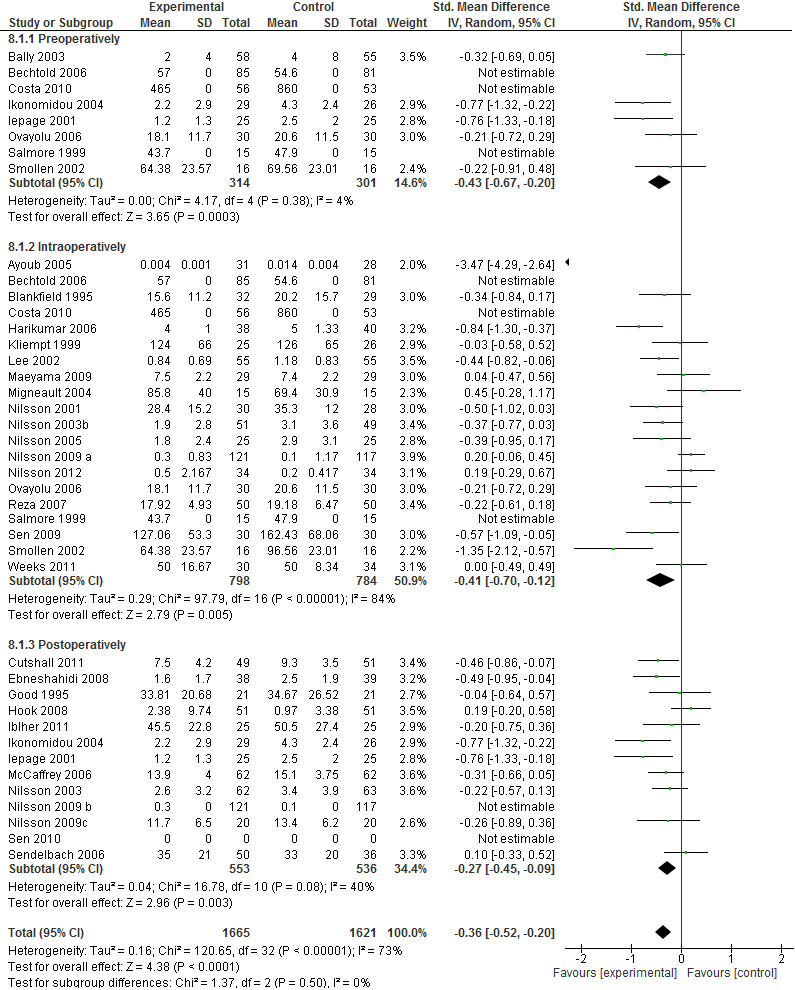 Experimental Control Std. Mean Difference Std. Mean Difference
Study or Subgroup Mean SD Total Mean SD Total Weight IV, Random, 95% CI IV, Random, 95% CI
8.1.1 Preoperatively
Bally 2003 2 4 58 4 8 55 3.5% -0.32 [-0.69, 0.05]
Bechtold 2006 57 0 85 54.6 0 81 Not estimable
Costa 2010 465 0 56 860 0 53 Not estimable
Ikonomidou 2004 2.2 2.9 29 4.3 2.4 26 2.9% -0.77 [-1.32, -0.22]
lepage 2001 1.2 1.3 25 2.5 2 25 2.8% -0.76 [-1.33, -0.18]
Ovayolu 2006 18.1 11.7 30 20.6 11.5 30 3.0% -0.21 [-0.72, 0.29]
Salmore 1999 43.7 0 15 47.9 0 15 Not estimable
Smollen 2002 64.38 23.57 16 69.56 23.01 16 2.4% -0.22 [-0.91, 0.48]
Subtotal (95% CI) 314 301 14.6% -0.43 [-0.67, -0.20]
Heterogeneity: Tau² = 0.00; Chi² = 4.17, df = 4 (P = 0.38); I² = 4%
Test for overall effect: Z = 3.65 (P = 0.0003)
8.1.2 Intraoperatively
Ayoub 2005 0.004 0.001 31 0.014 0.004 28 2.0% -3.47 [-4.29, -2.64]
Bechtold 2006 57 0 85 54.6 0 81 Not estimable
Blankfield 1995 15.6 11.2 32 20.2 15.7 29 3.0% -0.34 [-0.84, 0.17]
Costa 2010 465 0 56 860 0 53 Not estimable
Harikumar 2006 4 1 38 5 1.33 40 3.2% -0.84 [-1.30, -0.37]
Kliempt 1999 124 66 25 126 65 26 2.9% -0.03 [-0.58, 0.52]
Lee 2002 0.84 0.69 55 1.18 0.83 55 3.4% -0.44 [-0.82, -0.06]
Maeyama 2009 7.5 2.2 29 7.4 2.2 29 3.0% 0.04 [-0.47, 0.56]
Migneault 2004 85.8 40 15 69.4 30.9 15 2.4% 0.45 [-0.28, 1.17]
Nilsson 2001 28.4 15.2 30 35.3 12 28 2.9% -0.50 [-1.02, 0.03]
Nilsson 2003b 1.9 2.8 51 3.1 3.6 49 3.4% -0.37 [-0.77, 0.03]
Nilsson 2005 1.8 2.4 25 2.9 3.1 25 2.8% -0.39 [-0.95, 0.17]
Nilsson 2009 a 0.3 0.83 121 0.1 1.17 117 3.8% 0.20 [-0.06, 0.45]
Nilsson 2012 0.5 2.167 34 0.2 0.417 34 3.1% 0.19 [-0.29, 0.67]
Ovayolu 2006 18.1 11.7 30 20.6 11.5 30 3.0% -0.21 [-0.72, 0.29]
Reza 2007 17.92 4.93 50 19.18 6.47 50 3.4% -0.22 [-0.61, 0.18]
Salmore 1999 43.7 0 15 47.9 0 15 Not estimable
Sen 2009 127.06 53.3 30 162.43 68.06 30 3.0% -0.57 [-1.09, -0.05]
Smollen 2002 64.38 23.57 16 96.56 23.01 16 2.1% -1.35 [-2.12, -0.57]
Weeks 2011 50 16.67 30 50 8.34 34 3.1% 0.00 [-0.49, 0.49]
Subtotal (95% CI) 798 784 50.9% -0.41 [-0.70, -0.12]
Heterogeneity: Tau² = 0.29; Chi² = 97.79, df = 16 (P < 0.00001); I² = 84%
Test for overall effect: Z = 2.79 (P = 0.005)
8.1.3 Postoperatively
Cutshall 2011 7.5 4.2 49 9.3 3.5 51 3.4% -0.46 [-0.86, -0.07]
Ebneshahidi 2008 1.6 1.7 38 2.5 1.9 39 3.2% -0.49 [-0.95, -0.04]
Good 1995 33.81 20.68 21 34.67 26.52 21 2.7% -0.04 [-0.64, 0.57]
Hook 2008 2.38 9.74 51 0.97 3.38 51 3.4% 0.19 [-0.20, 0.58]
Iblher 2011 45.5 22.8 25 50.5 27.4 25 2.9% -0.20 [-0.75, 0.36]
Ikonomidou 2004 2.2 2.9 29 4.3 2.4 26 2.9% -0.77 [-1.32, -0.22]
lepage 2001 1.2 1.3 25 2.5 2 25 2.8% -0.76 [-1.33, -0.18]
McCaffrey 2006 13.9 4 62 15.1 3.75 62 3.5% -0.31 [-0.66, 0.05]
Nilsson 2003 2.6 3.2 62 3.4 3.9 63 3.5% -0.22 [-0.57, 0.13]
Nilsson 2009 b 0.3 0 121 0.1 0 117 Not estimable
Nilsson 2009c 11.7 6.5 20 13.4 6.2 20 2.6% -0.26 [-0.89, 0.36]
Sen 2010 0 0 0 0 0 0 Not estimable
Sendelbach 2006 35 21 50 33 20 36 3.3% 0.10 [-0.33, 0.52]
Subtotal (95% CI) 553 536 34.4% -0.27 [-0.45, -0.09]
Heterogeneity: Tau² = 0.04; Chi² = 16.78, df = 10 (P = 0.08); I² = 40%
Test for overall effect: Z = 2.96 (P = 0.003)
Total (95% CI) 1665 1621 100.0% -0.36 [-0.52, -0.20]
Heterogeneity: Tau² = 0.16; Chi² = 120.65, df = 32 (P < 0.00001); I² = 73%
Test for overall effect: Z = 4.38 (P < 0.0001)
Test for subgroup differences: Chi² = 1.37, df = 2 (P = 0.50), I² = 0%
-2 -1 0 1 2
Favours [experimental] Favours [control]